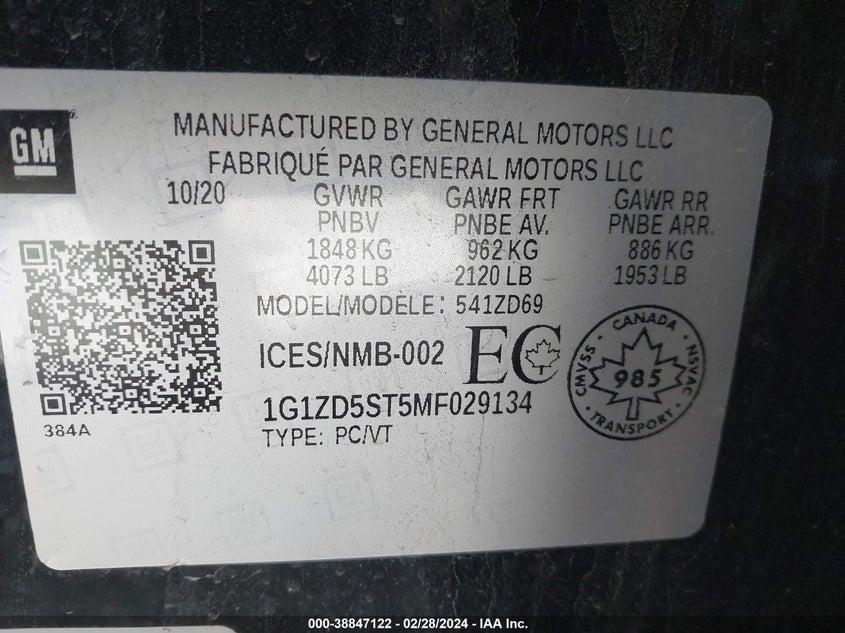 GM
MANUFACTURED BY GENERAL MOTORS LLC
FABRIQUÉ PAR GENERAL MOTORS LLC
10/20 GVWR GAWR FRT GAWR RR
PNBV PNBE AV. PNBE ARR.
1848 KG 962 KG 886 KG
4073 LB 2120 LB 1953 LB
MODEL/MODÈLE: 541ZD69
ICES/NMB-002 EC
CANADA
CMVSS 985 NSVAC
TRANSPORT
1G1ZD5ST5MF029134
384A
TYPE: PC/VT
000-38847122 - 02/28/2024 - IAA Inc.